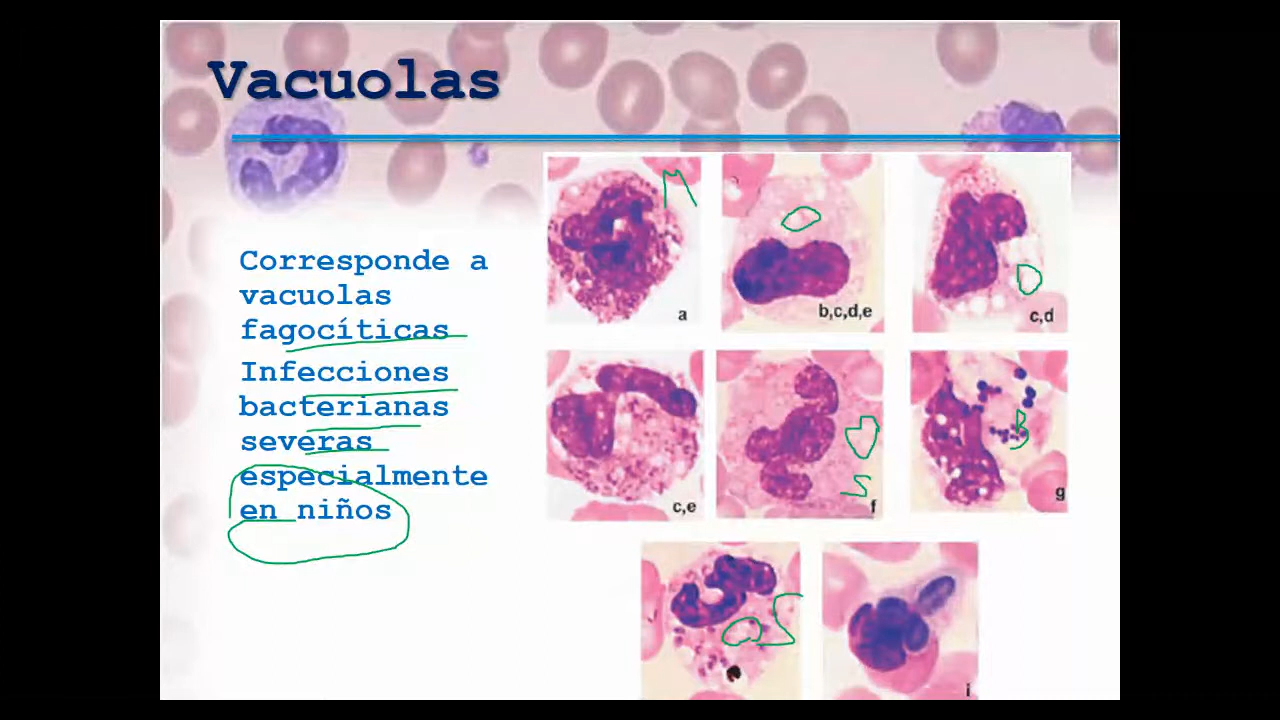 Vacuolas
Corresponde a
vacuolas
fagocíticas
Infecciones
bacterianas
severas
especialmente
en niños
a
b,c,d,e
c,d
c,e
f
g
i
M
S
B